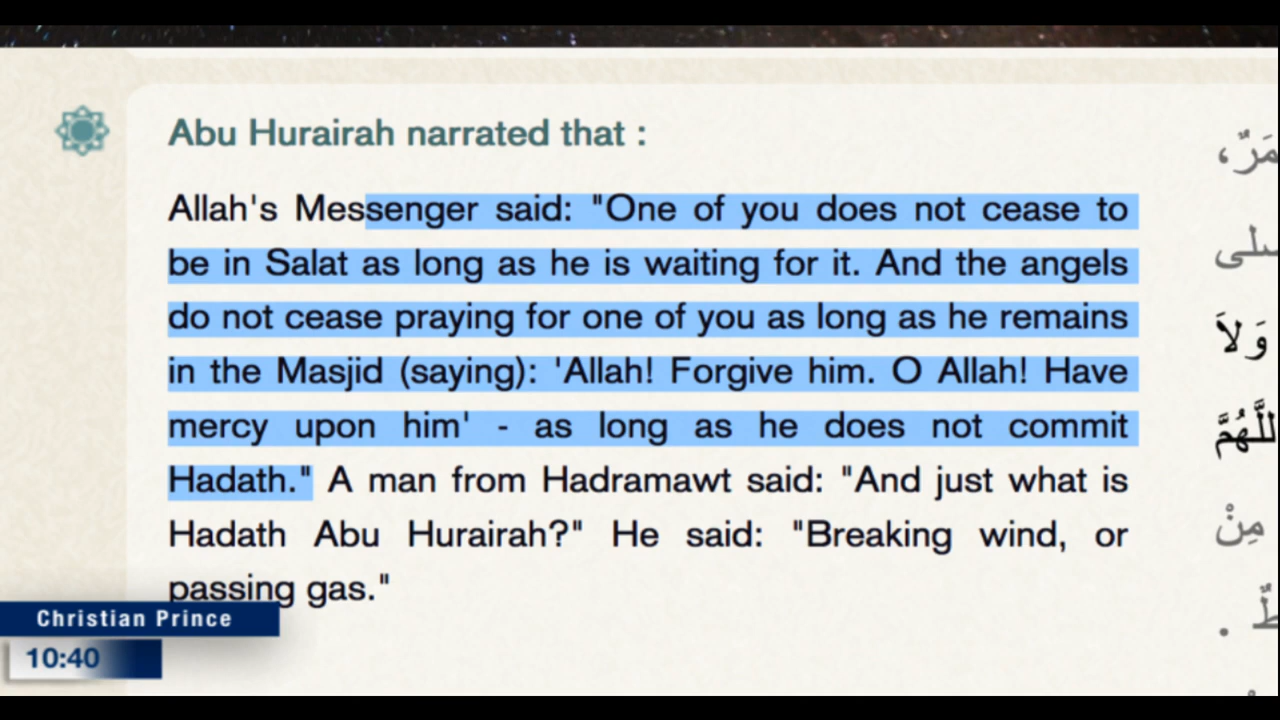 Abu Hurairah narrated that :
Allah's Messenger said: "One of you does not cease to
be in Salat as long as he is waiting for it. And the angels
do not cease praying for one of you as long as he remains
in the Masjid (saying): 'Allah! Forgive him. O Allah! Have
mercy upon him' - as long as he does not commit
Hadath." A man from Hadramawt said: "And just what is
Hadath Abu Hurairah?" He said: "Breaking wind, or
passing gas."
وَلاَ
مِنْ
Christian Prince
10:40